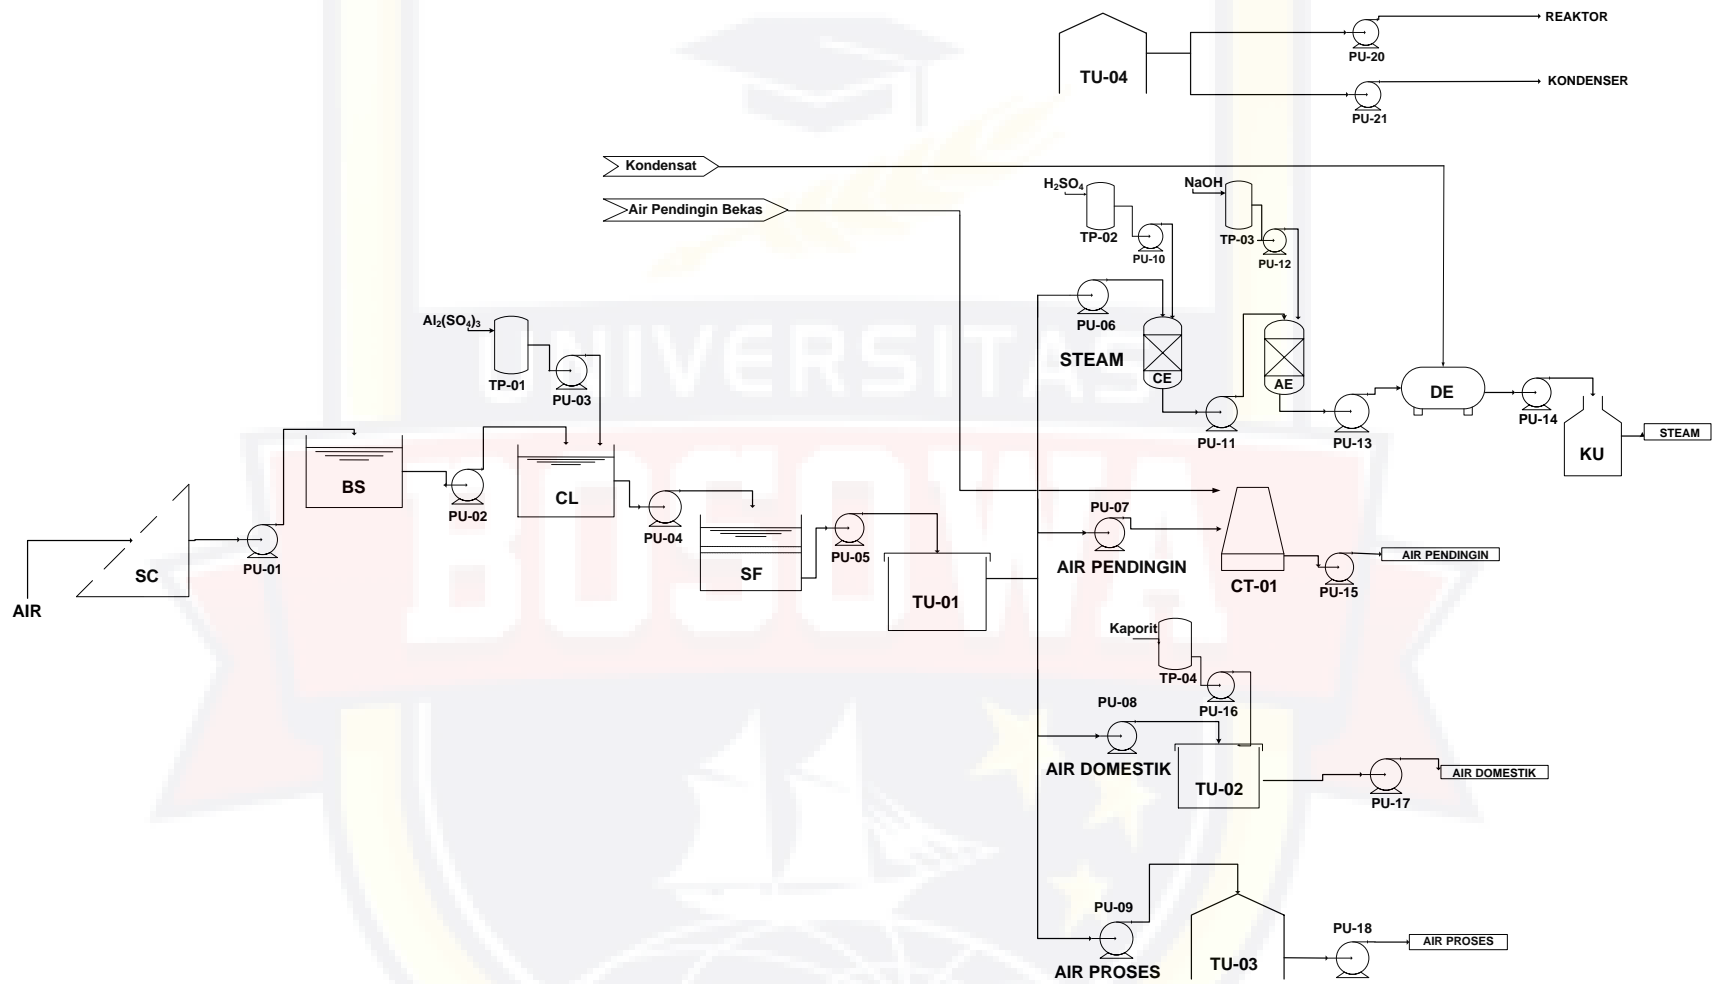 REAKTOR
PU-20
TU-04
KONDENSER
PU-21
Kondensat
H₂SO₄
NaOH
Air Pendingin Bekas
TP-02
TP-03
PU-10
PU-12
PU-06
Al₂(SO₄)₃
STEAM
CE
AE
TP-01
PU-03
DE
PU-14
PU-11
PU-13
STEAM
KU
UNIVERSITAS
BOSOWA
BS
CL
PU-02
PU-04
PU-07
PU-05
AIR PENDINGIN
AIR PENDINGIN
SC
PU-01
SF
CT-01
PU-15
TU-01
AIR
Kaporit
TP-04
PU-16
PU-08
AIR DOMESTIK
AIR DOMESTIK
TU-02
PU-17
PU-09
PU-18
AIR PROSES
AIR PROSES
TU-03